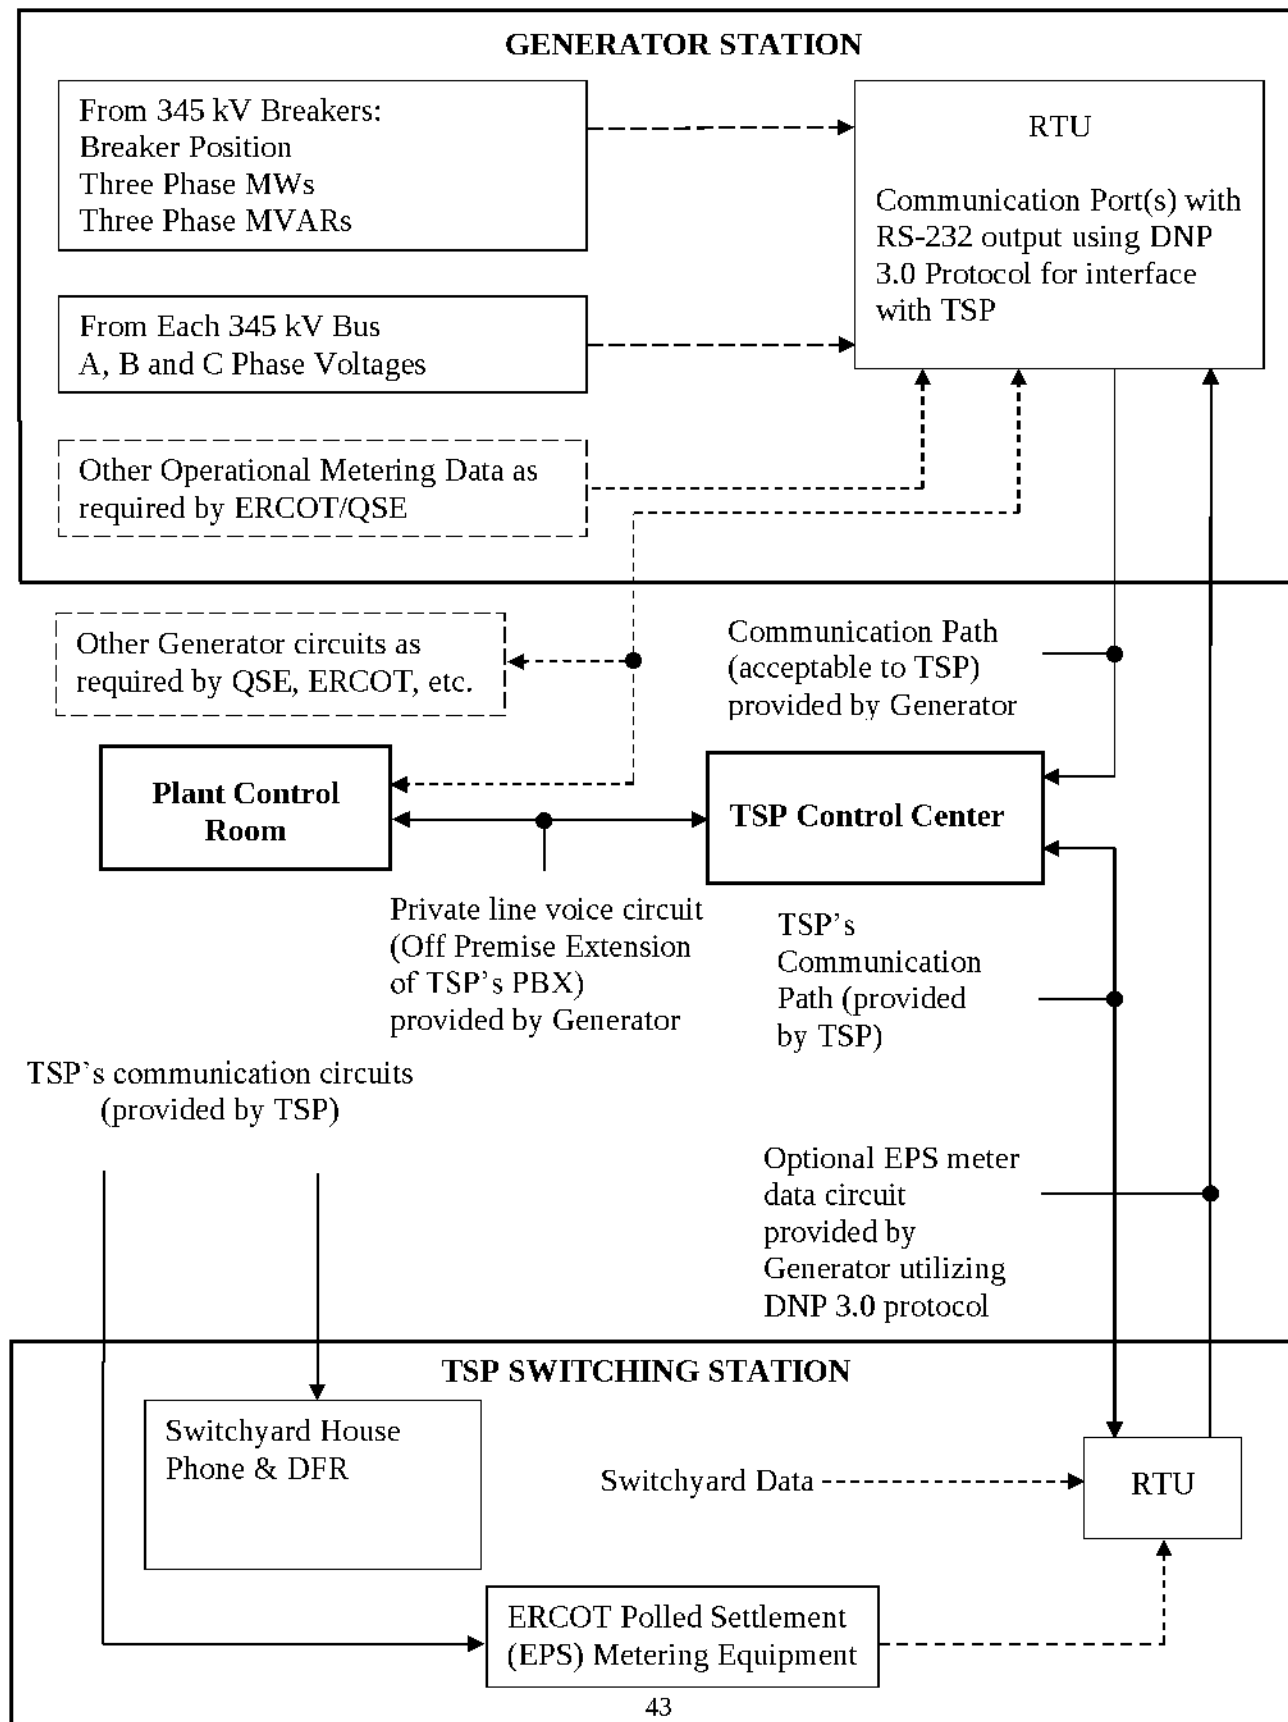 GENERATOR STATION
From 345 kV Breakers:
Breaker Position
Three Phase MWs
Three Phase MVARs
RTU
Communication Port(s) with
RS-232 output using DNP
3.0 Protocol for interface
with TSP
From Each 345 kV Bus
A, B and C Phase Voltages
Other Operational Metering Data as
required by ERCOT/QSE
Other Generator circuits as
required by QSE, ERCOT, etc.
Communication Path
(acceptable to TSP)
provided by Generator
Plant Control
Room
TSP Control Center
Private line voice circuit
(Off Premise Extension
of TSP’s PBX)
provided by Generator
TSP’s
Communication
Path (provided
by TSP)
TSP’s communication circuits
(provided by TSP)
Optional EPS meter
data circuit
provided by
Generator utilizing
DNP 3.0 protocol
TSP SWITCHING STATION
Switchyard House
Phone & DFR
Switchyard Data
RTU
ERCOT Polled Settlement
(EPS) Metering Equipment
43